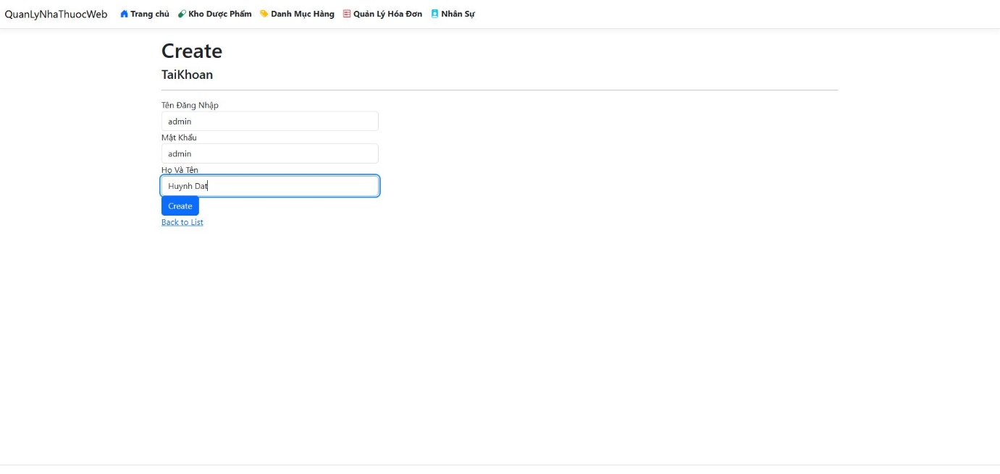 QuanLyNhaThuocWeb Trang chủ Kho Dược Phẩm Danh Mục Hàng Quản Lý Hóa Đơn Nhân Sự
Create
TaiKhoan
Tên Đăng Nhập
admin
Mật Khẩu
admin
Họ Và Tên
Huynh Dat
Create
Back to List